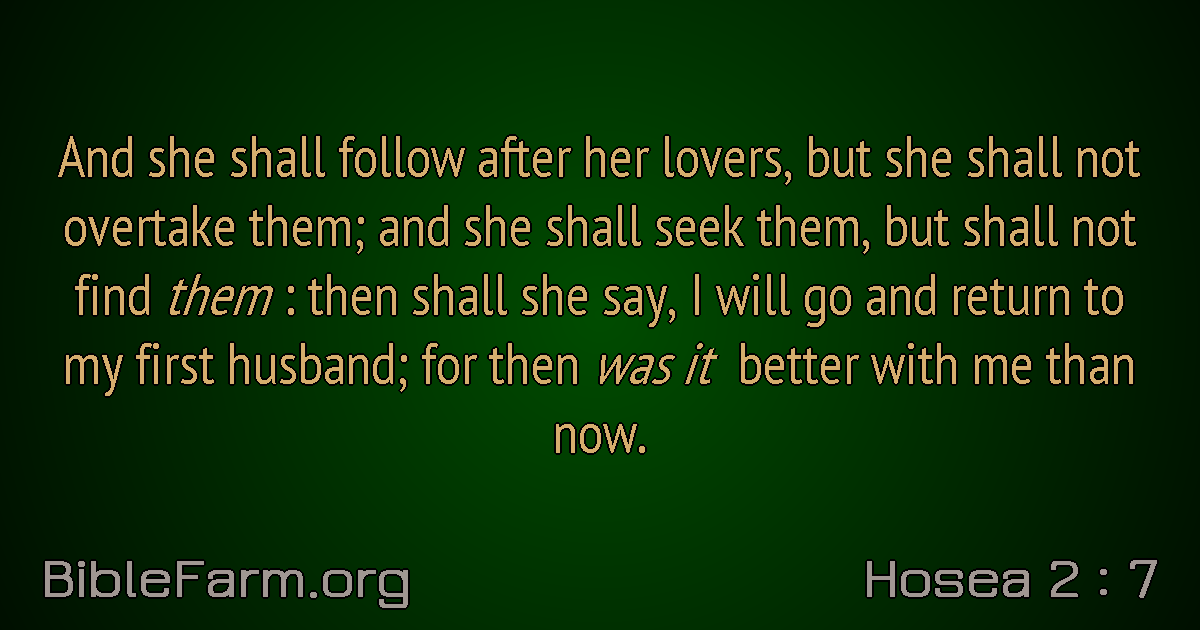 And she shall follow after her lovers, but she shall not
overtake them; and she shall seek them, but shall not
find them : then shall she say, I will go and return to
my first husband; for then was it better with me than
now.
BibleFarm.org
Hosea 2 : 7